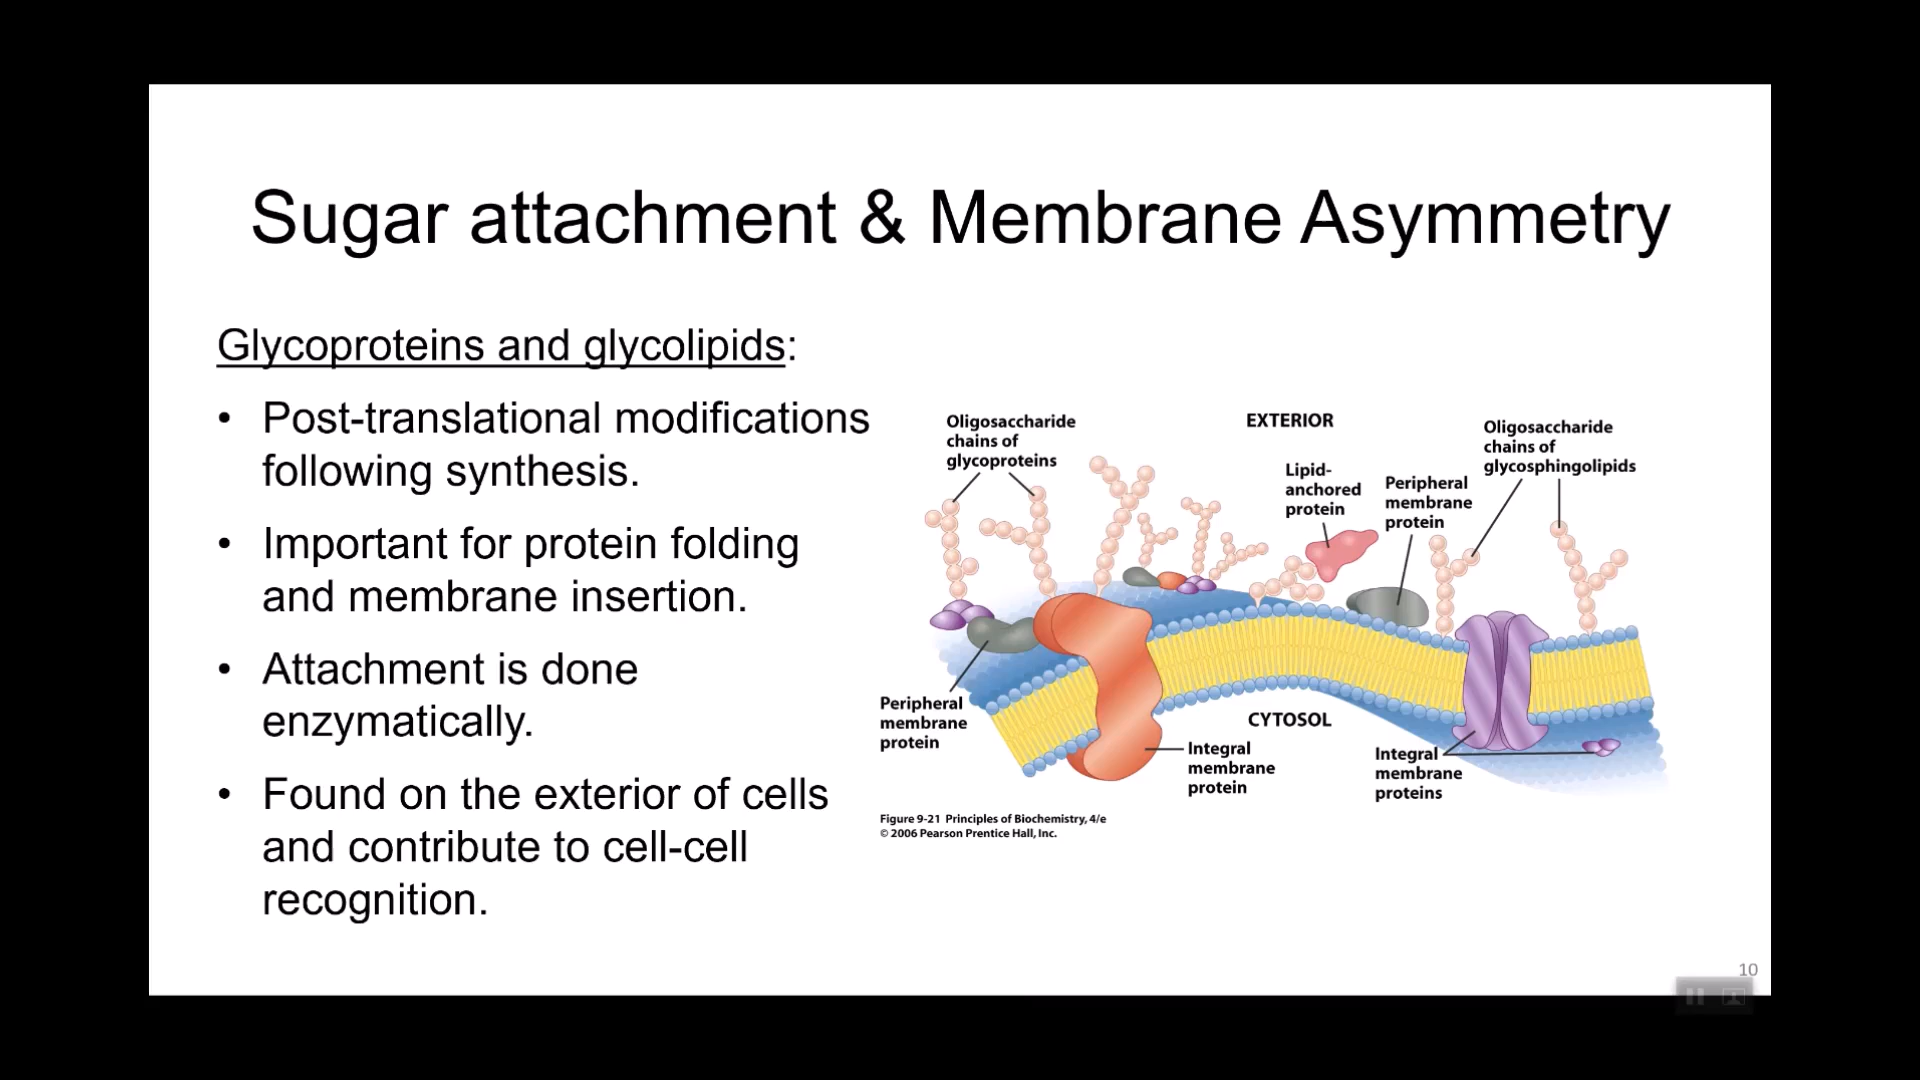 Sugar attachment & Membrane Asymmetry
Glycoproteins and glycolipids:
• Post-translational modifications
following synthesis.
• Important for protein folding
and membrane insertion.
• Attachment is done
enzymatically.
• Found on the exterior of cells
and contribute to cell-cell
recognition.
Oligosaccharide
chains of
glycoproteins
EXTERIOR
Lipid-
anchored
protein
Peripheral
membrane
protein
Oligosaccharide
chains of
glycosphingolipids
Peripheral
membrane
protein
CYTOSOL
Integral
membrane
protein
Integral
membrane
proteins
Figure 9-21 Principles of Biochemistry, 4/e
© 2006 Pearson Prentice Hall, Inc.
10